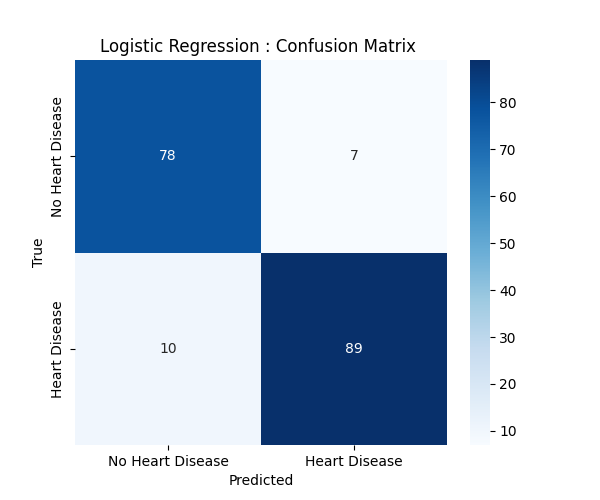 Logistic Regression : Confusion Matrix
No Heart Disease
Heart Disease
True
78
7
10
89
No Heart Disease
Heart Disease
Predicted
80
70
60
50
40
30
20
10